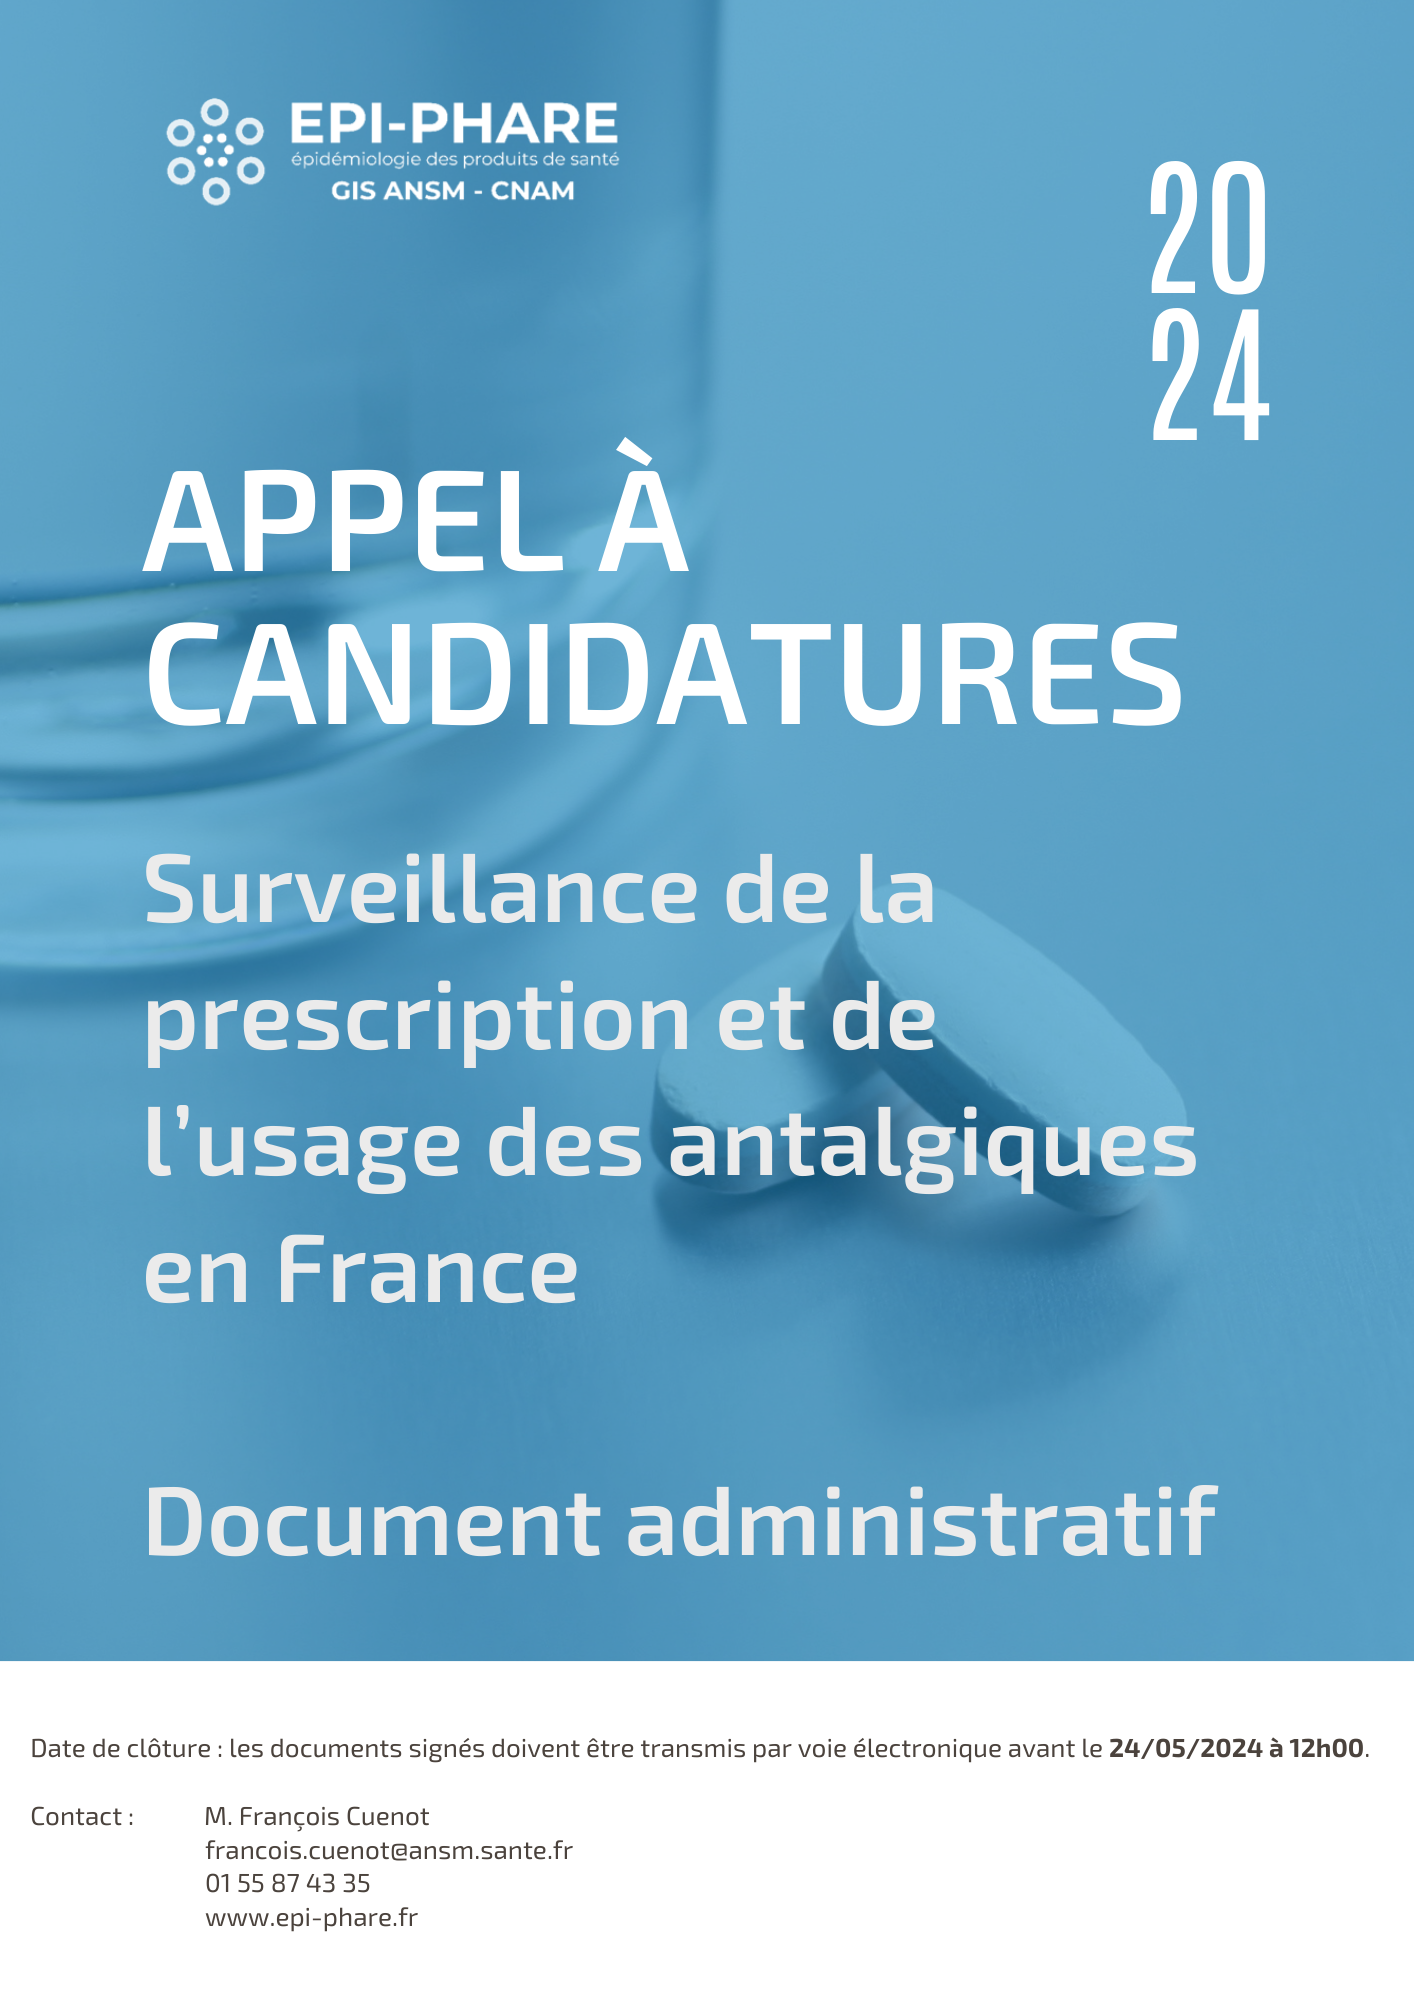 EPI-PHARE
épidémiologie des produits de santé
GIS ANSM - CNAM
20
24
APPEL À
CANDIDATURES
Surveillance de la
prescription et de
l’usage des antalgiques
en France
Document administratif
Date de clôture : les documents signés doivent être transmis par voie électronique avant le 24/05/2024 à 12h00.
Contact : M. François Cuenot
francois.cuenot@ansm.sante.fr
01 55 87 43 35
www.epi-phare.fr